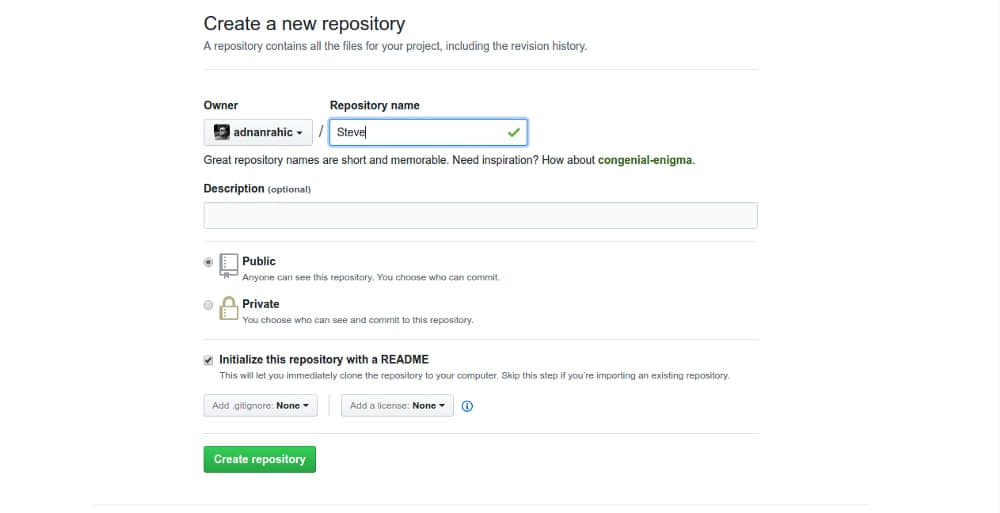 Create a new repository
A repository contains all the files for your project, including the revision history.
Owner
Repository name
adnanrahic / Steve
Great repository names are short and memorable. Need inspiration? How about congenial-enigma.
Description (optional)
Public
Anyone can see this repository. You choose who can commit.
Private
You choose who can see and commit to this repository.
Initialize this repository with a README
This will let you immediately clone the repository to your computer. Skip this step if you're importing an existing repository.
Add .gitignore: None
Add a license: None
Create repository